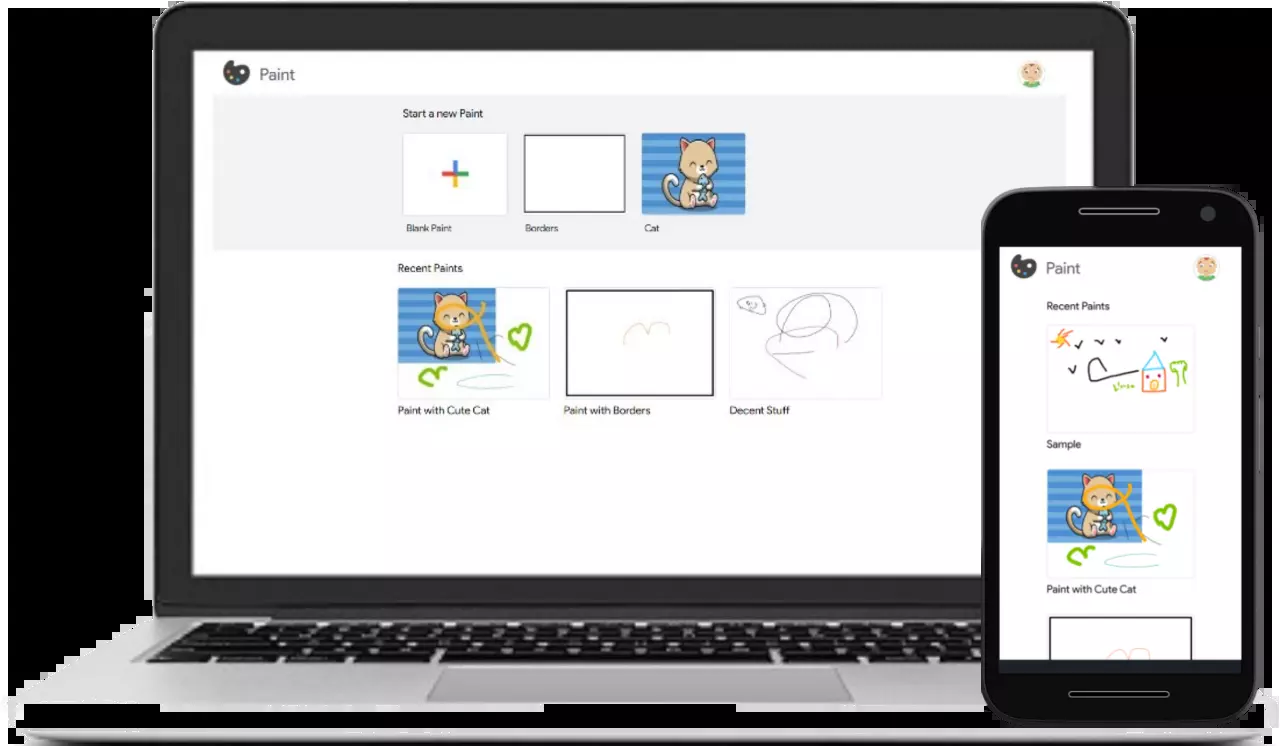 Paint
Start a new Paint
Blank Paint
Borders
Cat
Recent Paints
Paint with Cute Cat
Paint with Borders
Decent Stuff
Paint
Recent Paints
Sample
Paint with Cute Cat